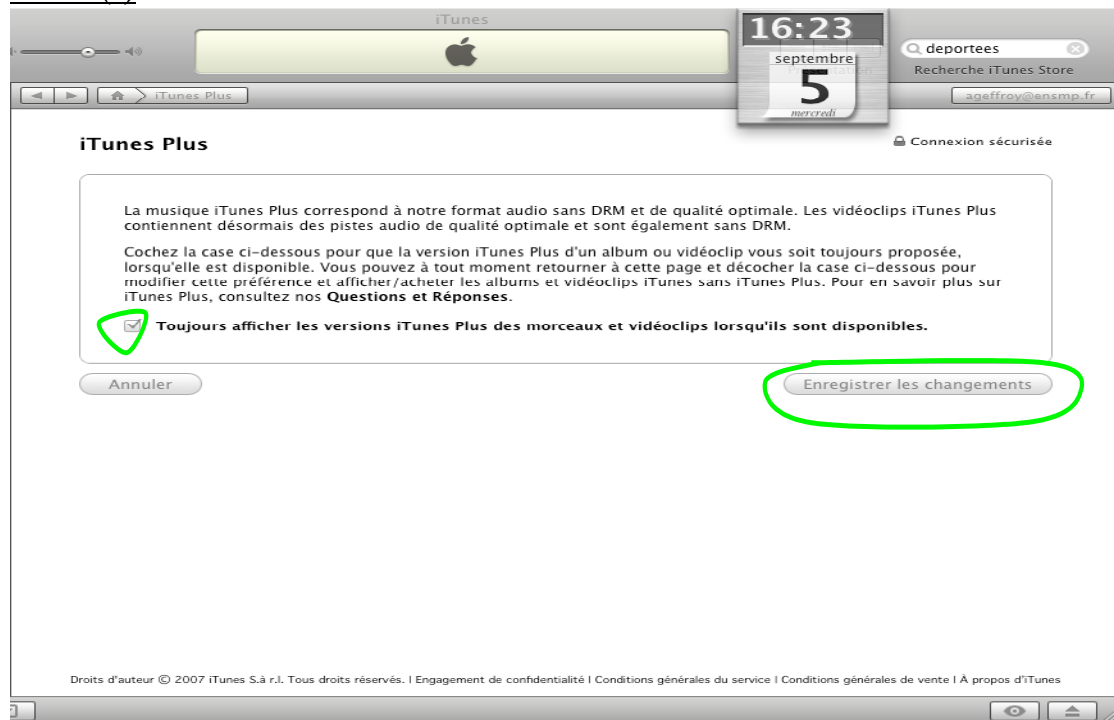 iTunes
16:23
septembre
5
mercredi
deportees
Recherche iTunes Store
iTunes Plus
ageffroy@ensmp.fr
iTunes Plus
Connexion sécurisée
La musique iTunes Plus correspond à notre format audio sans DRM et de qualité optimale. Les vidéoclips iTunes Plus
contiennent désormais des pistes audio de qualité optimale et sont également sans DRM.
Cochez la case ci-dessous pour que la version iTunes Plus d'un album ou vidéoclip vous soit toujours proposée,
lorsqu'elle est disponible. Vous pouvez à tout moment retourner à cette page et décocher la case ci-dessous pour
modifier cette préférence et afficher/acheter les albums et vidéoclips iTunes sans iTunes Plus. Pour en savoir plus sur
iTunes Plus, consultez nos Questions et Réponses.
Toujours afficher les versions iTunes Plus des morceaux et vidéoclips lorsqu'ils sont disponibles.
Annuler
Enregistrer les changements
Droits d'auteur © 2007 iTunes S.à r.l. Tous droits réservés. | Engagement de confidentialité | Conditions générales du service | Conditions générales de vente | À propos d'iTunes